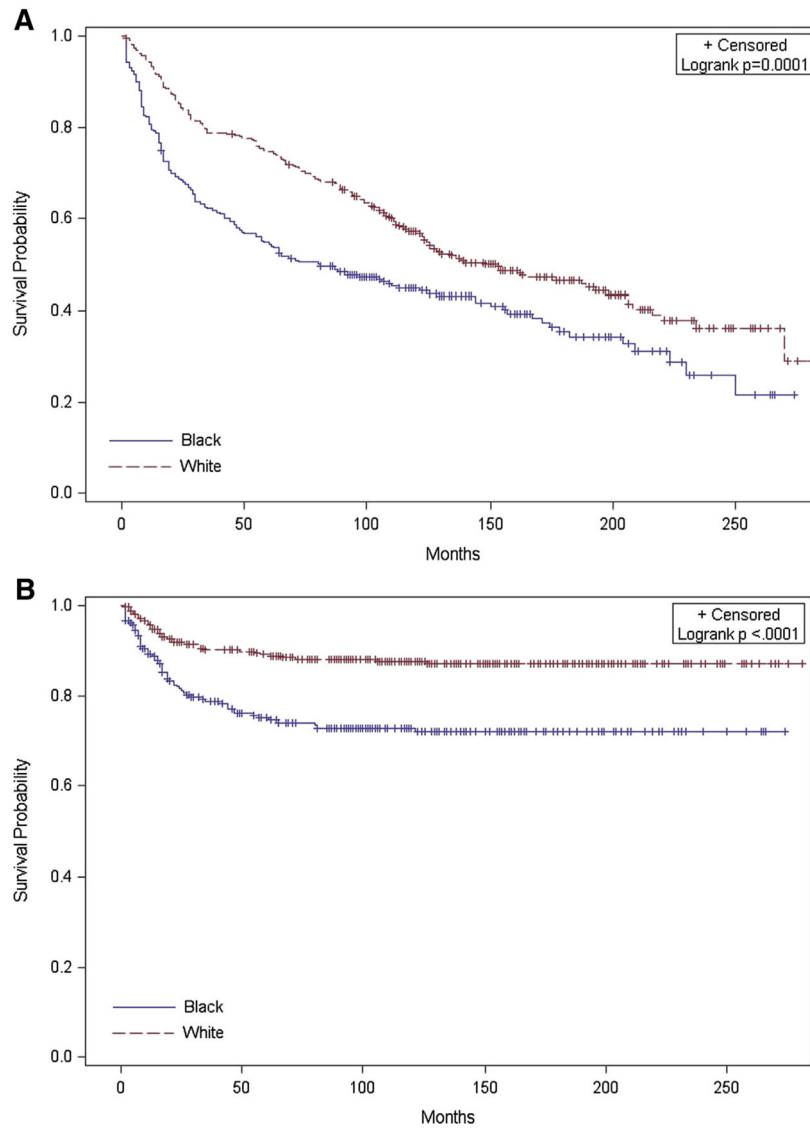 A
+ Censored
Logrank p=0.0001
1.0
0.8
0.6
0.4
0.2
0.0
Survival Probability
Black
White
0 50 100 150 200 250
Months
B
+ Censored
Logrank p <.0001
1.0
0.8
0.6
0.4
0.2
0.0
Survival Probability
Black
White
0 50 100 150 200 250
Months